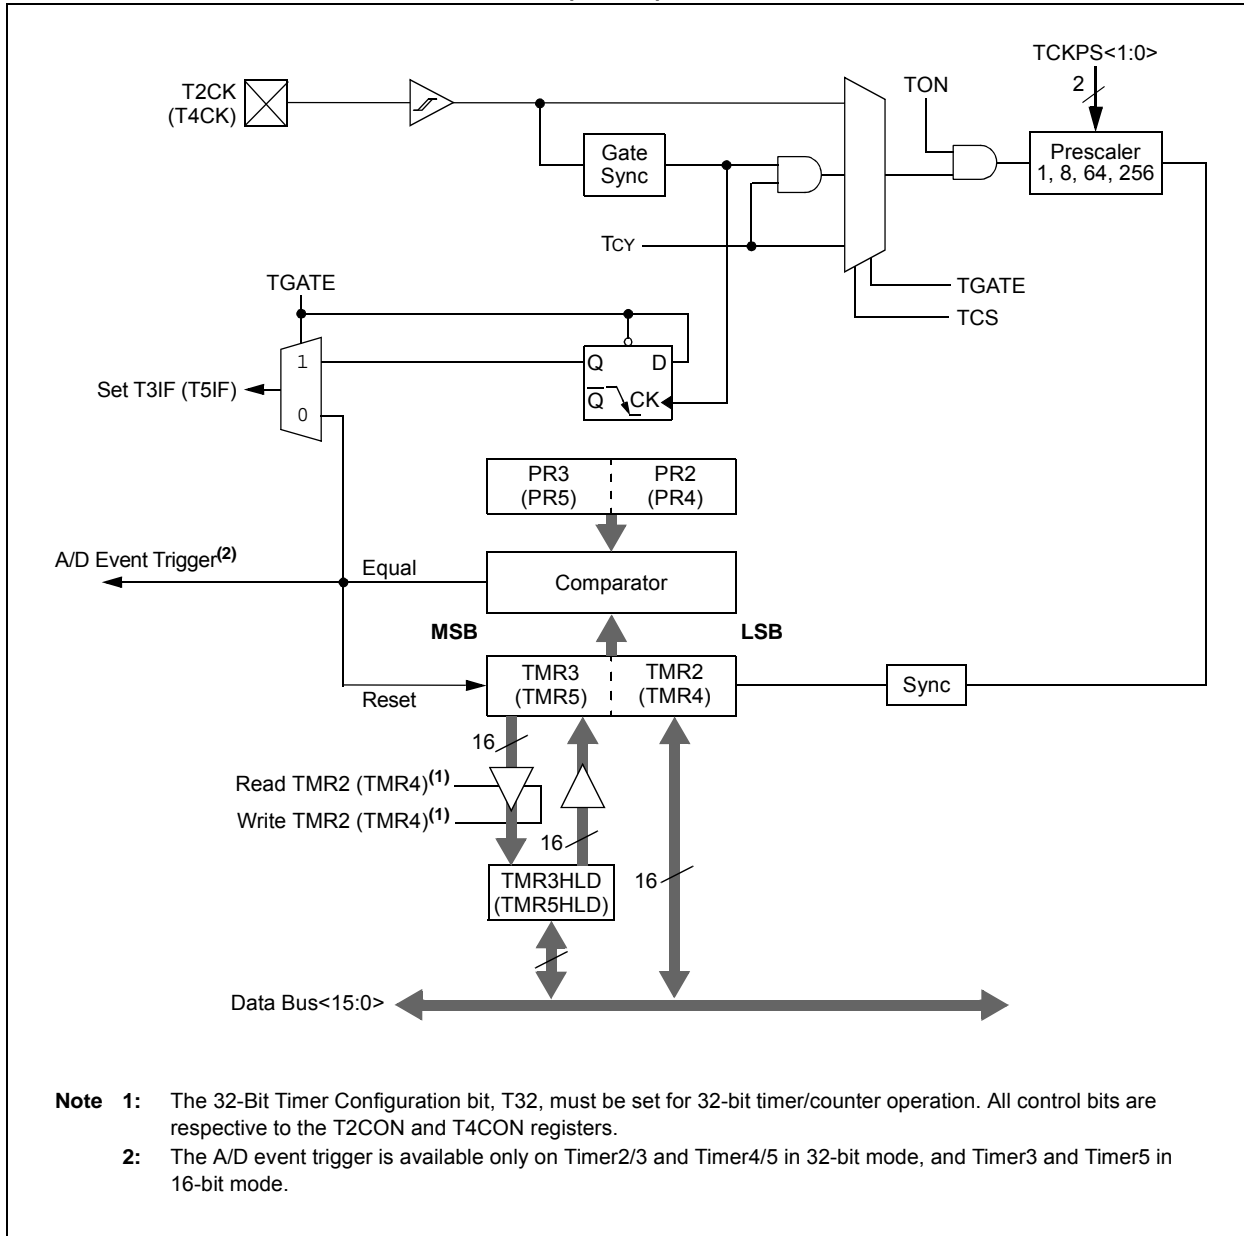 TCKPS<1:0>
T2CK
(T4CK)
TON
2
Gate
Sync
Prescaler
1, 8, 64, 256
TCY
TGATE
TGATE
TCS
1
Q
D
Set T3IF (T5IF)
Q
CK
0
PR3
(PR5)
PR2
(PR4)
A/D Event Trigger(2)
Equal
Comparator
MSB
LSB
TMR3
(TMR5)
TMR2
(TMR4)
Sync
Reset
16
Read TMR2 (TMR4)(1)
Write TMR2 (TMR4)(1)
16
TMR3HLD
(TMR5HLD)
16
Data Bus<15:0>
Note 1: The 32-Bit Timer Configuration bit, T32, must be set for 32-bit timer/counter operation. All control bits are
respective to the T2CON and T4CON registers.
2: The A/D event trigger is available only on Timer2/3 and Timer4/5 in 32-bit mode, and Timer3 and Timer5 in
16-bit mode.